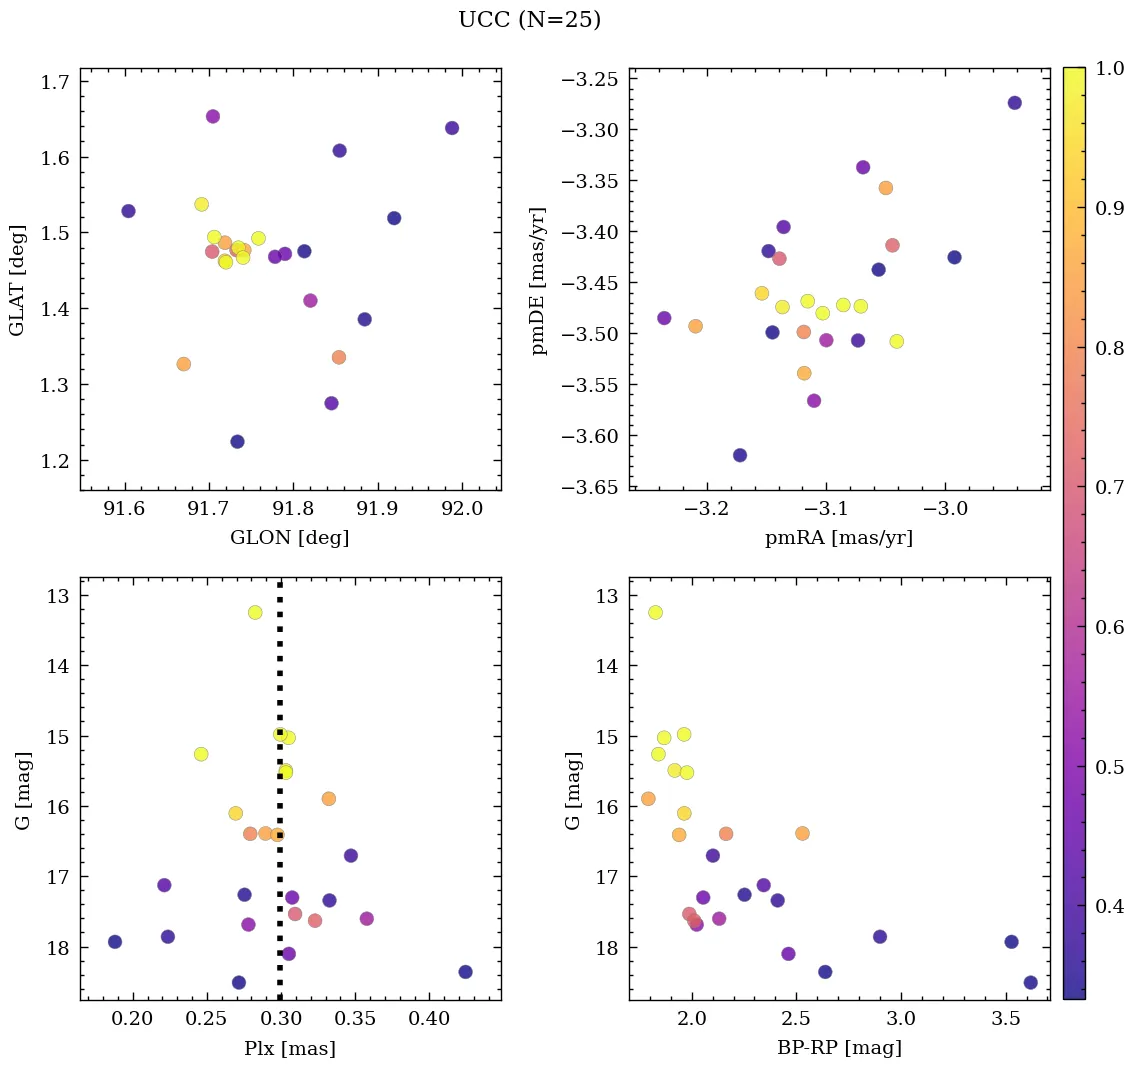 UCC (N=25)
1.7
1.6
1.5
1.4
1.3
1.2
GLAT [deg]
91.6 91.7 91.8 91.9 92.0
GLON [deg]
−3.25
−3.30
−3.35
−3.40
−3.45
−3.50
−3.55
−3.60
−3.65
pmDE [mas/yr]
−3.2 −3.1 −3.0
pmRA [mas/yr]
13
14
15
16
17
18
G [mag]
0.20 0.25 0.30 0.35 0.40
Plx [mas]
13
14
15
16
17
18
G [mag]
2.0 2.5 3.0 3.5
BP-RP [mag]
1.0
0.9
0.8
0.7
0.6
0.5
0.4